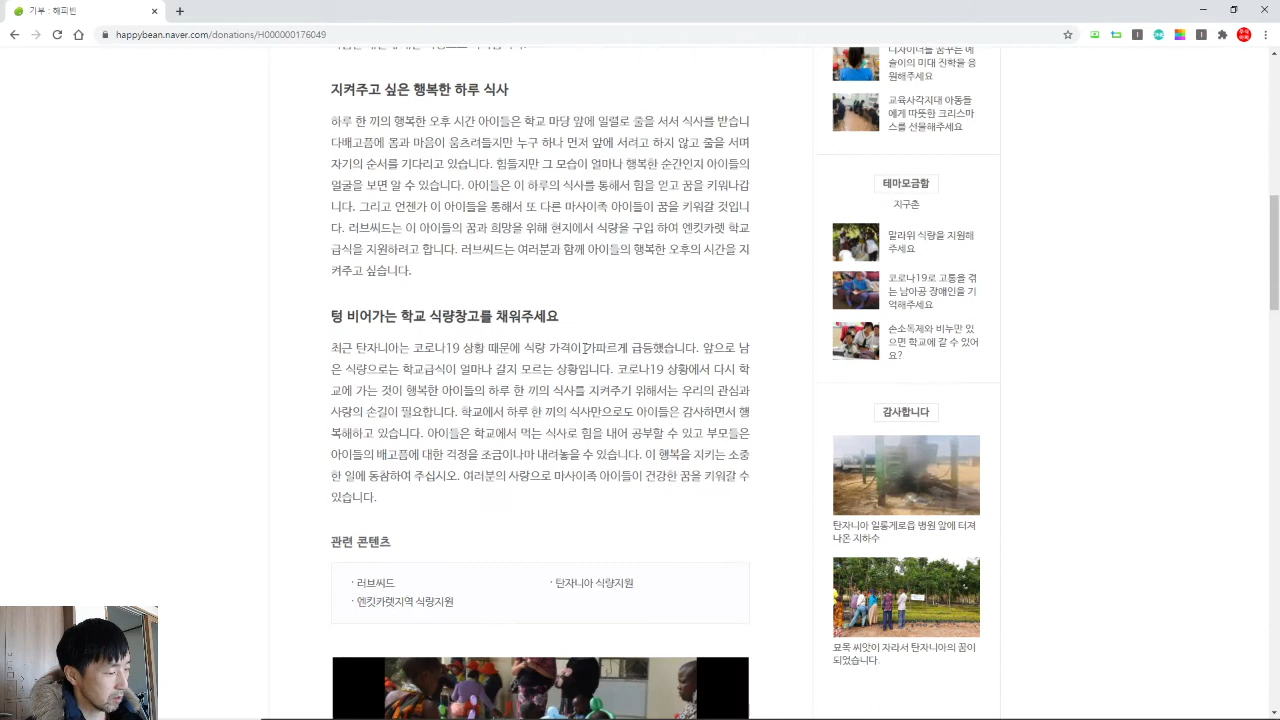 기부 : 해피빈
happybean.naver.com/donations/H000000176049
지켜주고 싶은 행복한 하루 식사
하루 한 끼의 행복한 오후 시간 아이들은 학교 마당 앞에 일렬로 줄을 서서 식사를 받습니
다배고픔에 몸과 마음이 움츠려들지만 누구 하나 먼저 앞에 서려고 하지 않고 줄을 서며
자기의 순서를 기다리고 있습니다. 힘들지만 그 모습이 얼마나 행복한 순간인지 아이들의
얼굴을 보면 알 수 있습니다. 아이들은 이 하루의 식사를 통해서 힘을 얻고 꿈을 키워나갑
니다. 그리고 언젠가 이 아이들을 통해서 또 다른 마사이족 아이들이 꿈을 키워갈 것입니
다. 러브씨드는 이 아이들의 꿈과 희망을 위해 현지에서 식량을 구입 하여 엔킷카렛 학교
급식을 지원하려고 합니다. 러브씨드는 여러분과 함께 아이들의 행복한 오후의 시간을 지
켜주고 싶습니다.
텅 비어가는 학교 식량창고를 채워주세요
최근 탄자니아는 코로나19 상황 때문에 식량 가격이 가파르게 급등했습니다. 앞으로 남
은 식량으로는 학교급식이 얼마나 갈지 모르는 상황입니다. 코로나19 상황에서 다시 학
교에 가는 것이 행복한 아이들의 하루 한 끼의 식사를 지켜주기 위해서는 우리의 관심과
사랑의 손길이 필요합니다. 학교에서 하루 한 끼의 식사만으로도 아이들은 감사하면서 행
복해하고 있습니다. 아이들은 학교에서 먹는 식사로 힘을 내어 공부할 수 있고 부모들은
아이들의 배고픔에 대한 걱정을 조금이나마 내려놓을 수 있습니다. 이 행복을 지키는 소중
한 일에 동참하여 주십시오. 여러분의 사랑으로 마사이족 아이들이 건강한 꿈을 키워갈 수
있습니다.
관련 콘텐츠
· 러브씨드
· 탄자니아 식량지원
· 엔킷카렛지역 식량지원
디자이너를 꿈꾸는 예
슬이의 미대 진학을 응
원해주세요
교육사각지대 아동들
에게 따뜻한 크리스마
스를 선물해주세요
테마모금함
지구촌
말라위 식량을 지원해
주세요
코로나19로 고통을 겪
는 남아공 장애인을 기
억해주세요
손소독제와 비누만 있
으면 학교에 갈 수 있어
요?
감사합니다
탄자니아 일롱게로읍 병원 앞에 터져
나온 지하수
묘목 씨앗이 자라서 탄자니아의 꿈이
되었습니다.